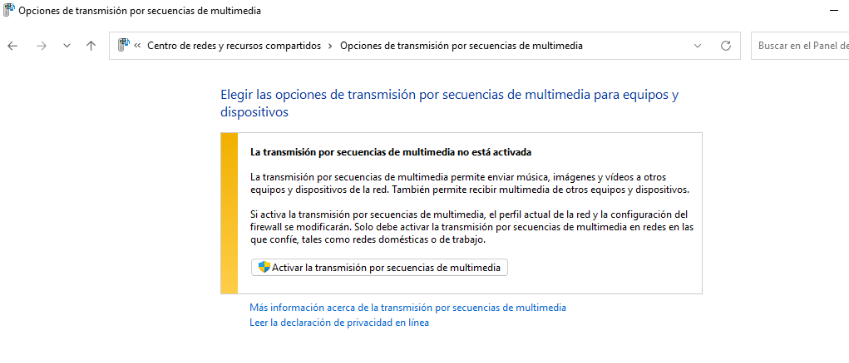 Opciones de transmisión por secuencias de multimedia
« Centro de redes y recursos compartidos > Opciones de transmisión por secuencias de multimedia
Buscar en el Panel de
Elegir las opciones de transmisión por secuencias de multimedia para equipos y
dispositivos
La transmisión por secuencias de multimedia no está activada
La transmisión por secuencias de multimedia permite enviar música, imágenes y vídeos a otros
equipos y dispositivos de la red. También permite recibir multimedia de otros equipos y dispositivos.
Si activa la transmisión por secuencias de multimedia, el perfil actual de la red y la configuración del
firewall se modificarán. Solo debe activar la transmisión por secuencias de multimedia en redes en las
que confíe, tales como redes domésticas o de trabajo.
Activar la transmisión por secuencias de multimedia
Más información acerca de la transmisión por secuencias de multimedia
Leer la declaración de privacidad en línea